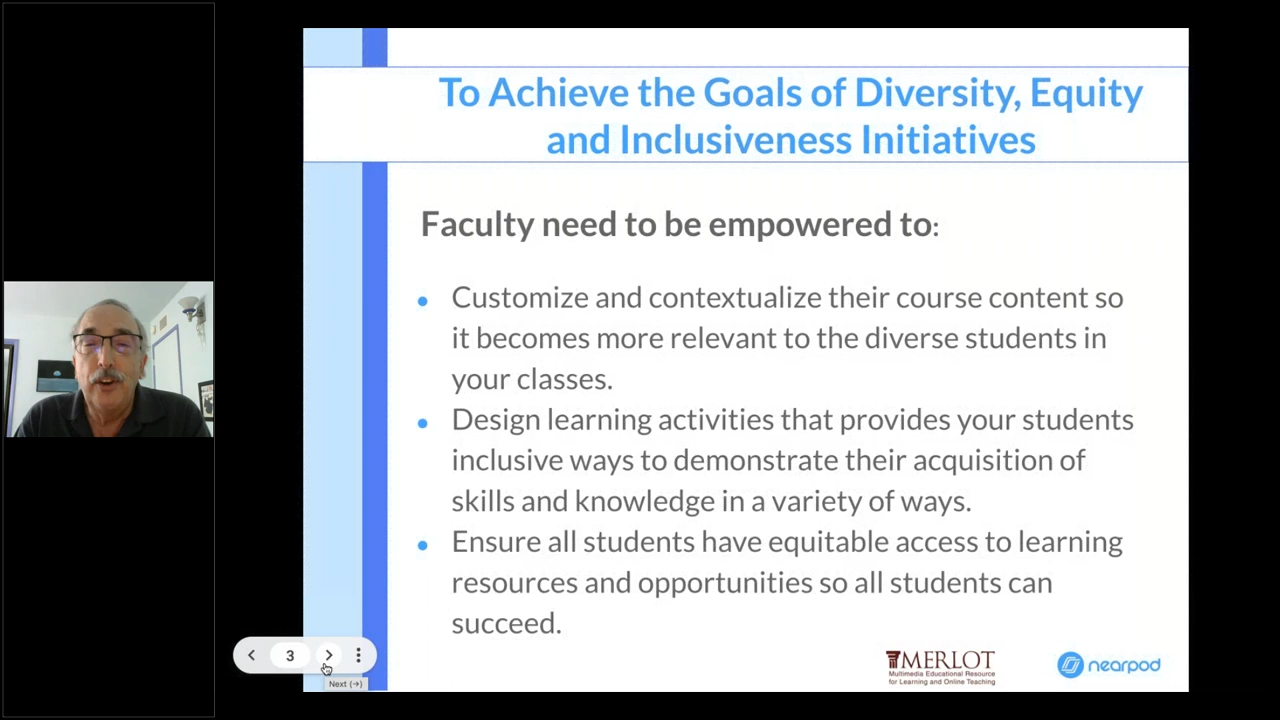 To Achieve the Goals of Diversity, Equity
and Inclusiveness Initiatives
Faculty need to be empowered to:
Customize and contextualize their course content so
it becomes more relevant to the diverse students in
your classes.
Design learning activities that provides your students
inclusive ways to demonstrate their acquisition of
skills and knowledge in a variety of ways.
Ensure all students have equitable access to learning
resources and opportunities so all students can
succeed.
3
Next (→)
MERLOT
Multimedia Educational Resource
for Learning and Online Teaching
nearpod